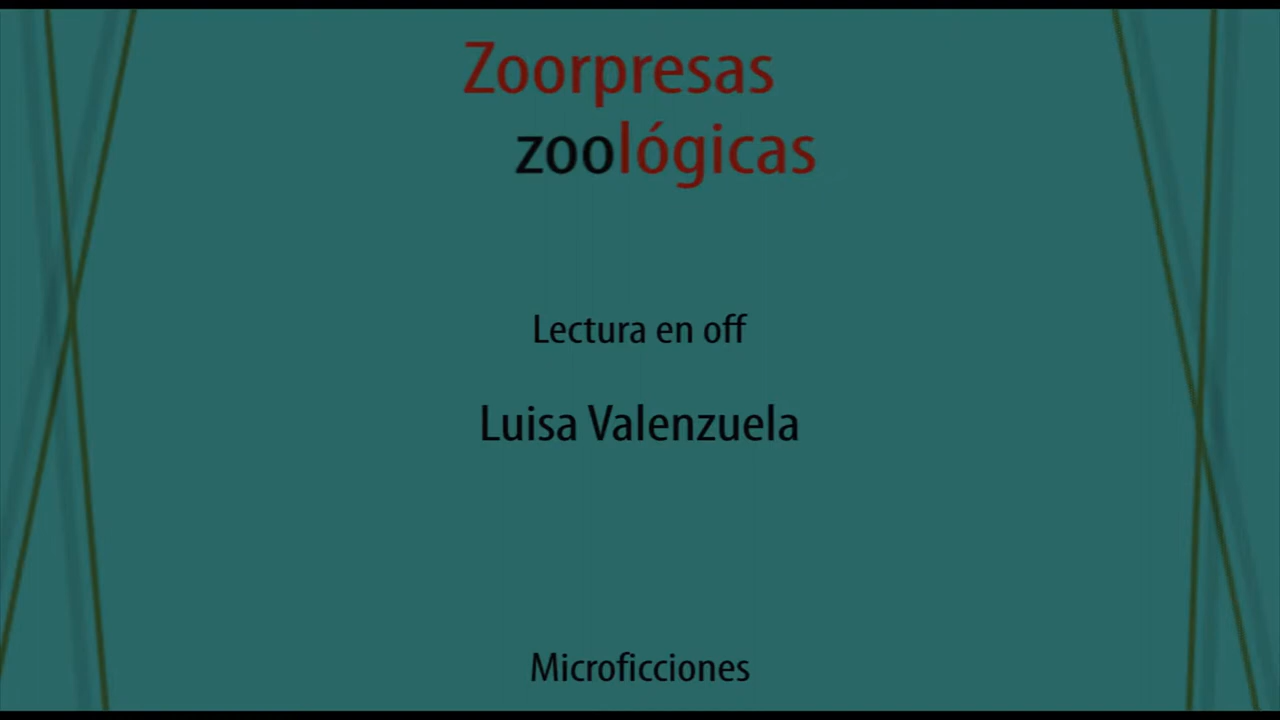 Zoorpresas
zoológicas
Lectura en off
Luisa Valenzuela
Microficciones